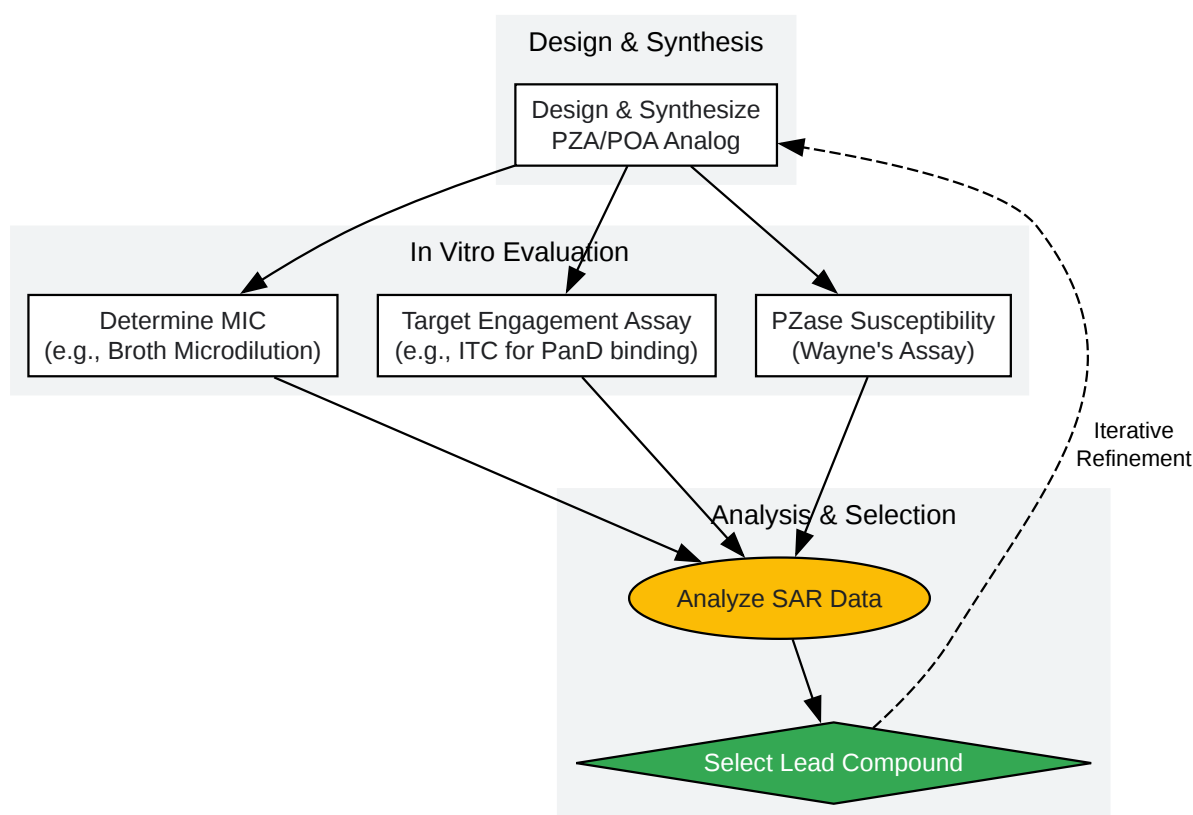 Design & Synthesis
Design & Synthesize
PZA/POA Analog
In Vitro Evaluation
Determine MIC
(e.g., Broth Microdilution)
Target Engagement Assay
(e.g., ITC for PanD binding)
PZase Susceptibility
(Wayne's Assay)
Iterative
Refinement
Analysis & Selection
Analyze SAR Data
Select Lead Compound